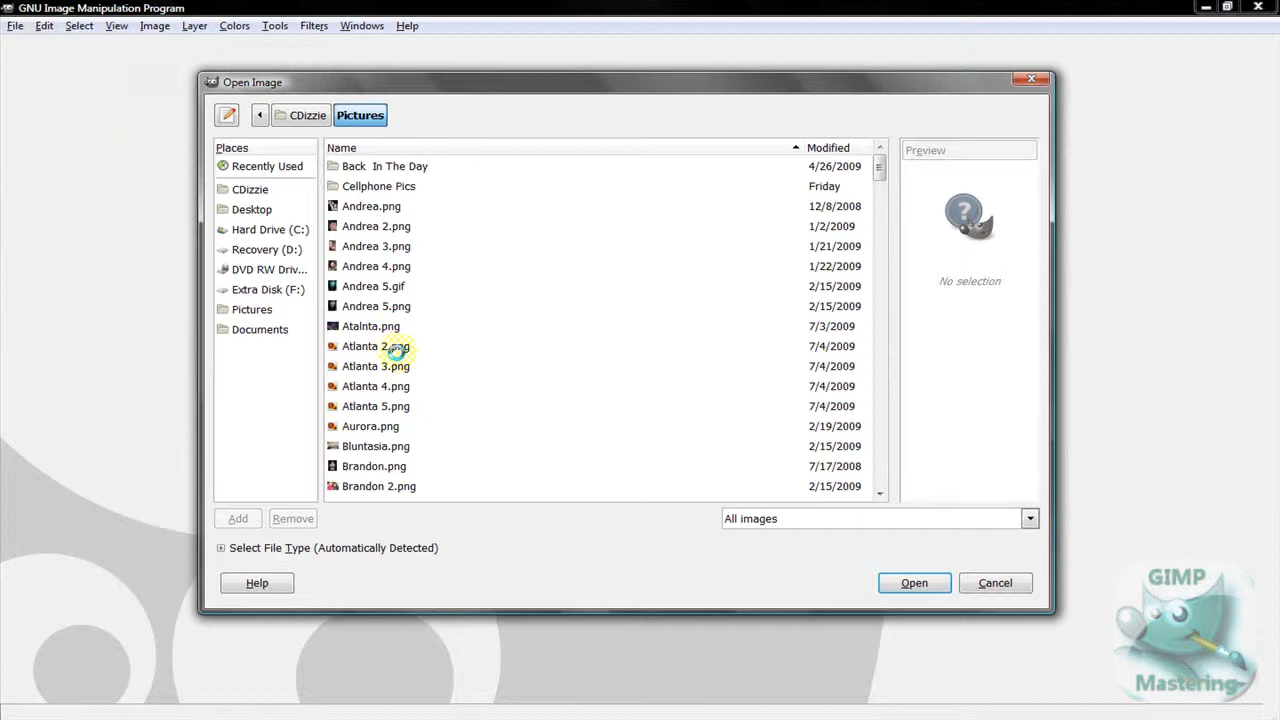 GNU Image Manipulation Program
File Edit Select View Image Layer Colors Tools Filters Windows Help
Open Image
CDizzie Pictures
Places
Recently Used
CDizzie
Desktop
Hard Drive (C:)
Recovery (D:)
DVD RW Driv...
Extra Disk (F:)
Pictures
Documents
Name Modified
Back In The Day 4/26/2009
Cellphone Pics Friday
Andrea.png 12/8/2008
Andrea 2.png 1/2/2009
Andrea 3.png 1/21/2009
Andrea 4.png 1/22/2009
Andrea 5.gif 2/15/2009
Andrea 5.png 2/15/2009
Atalnta.png 7/3/2009
Atlanta 2.png 7/4/2009
Atlanta 3.png 7/4/2009
Atlanta 4.png 7/4/2009
Atlanta 5.png 7/4/2009
Aurora.png 2/19/2009
Bluntasia.png 2/15/2009
Brandon.png 7/17/2008
Brandon 2.png 2/15/2009
Preview
No selection
Add Remove
All images
Select File Type (Automatically Detected)
Help Open Cancel
GIMP
Mastering